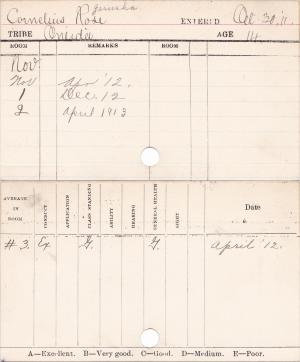 Jerusha
Cornelius Rose ENTERED Oct. 30, '11.
TRIBE Oneida AGE 14
ROOM REMARKS ROOM
Nov.
Nov Apr '12.
1 Dec. 12
2 April 1913
AVERAGE IN ROOM CONDUCT APPLICATION CLASS STANDING ABILITY HEARING GENERAL HEALTH SIGHT Date
#3. Ex G. G. April '12.
A—Excellent. B—Very good. C—Good. D—Medium. E—Poor.